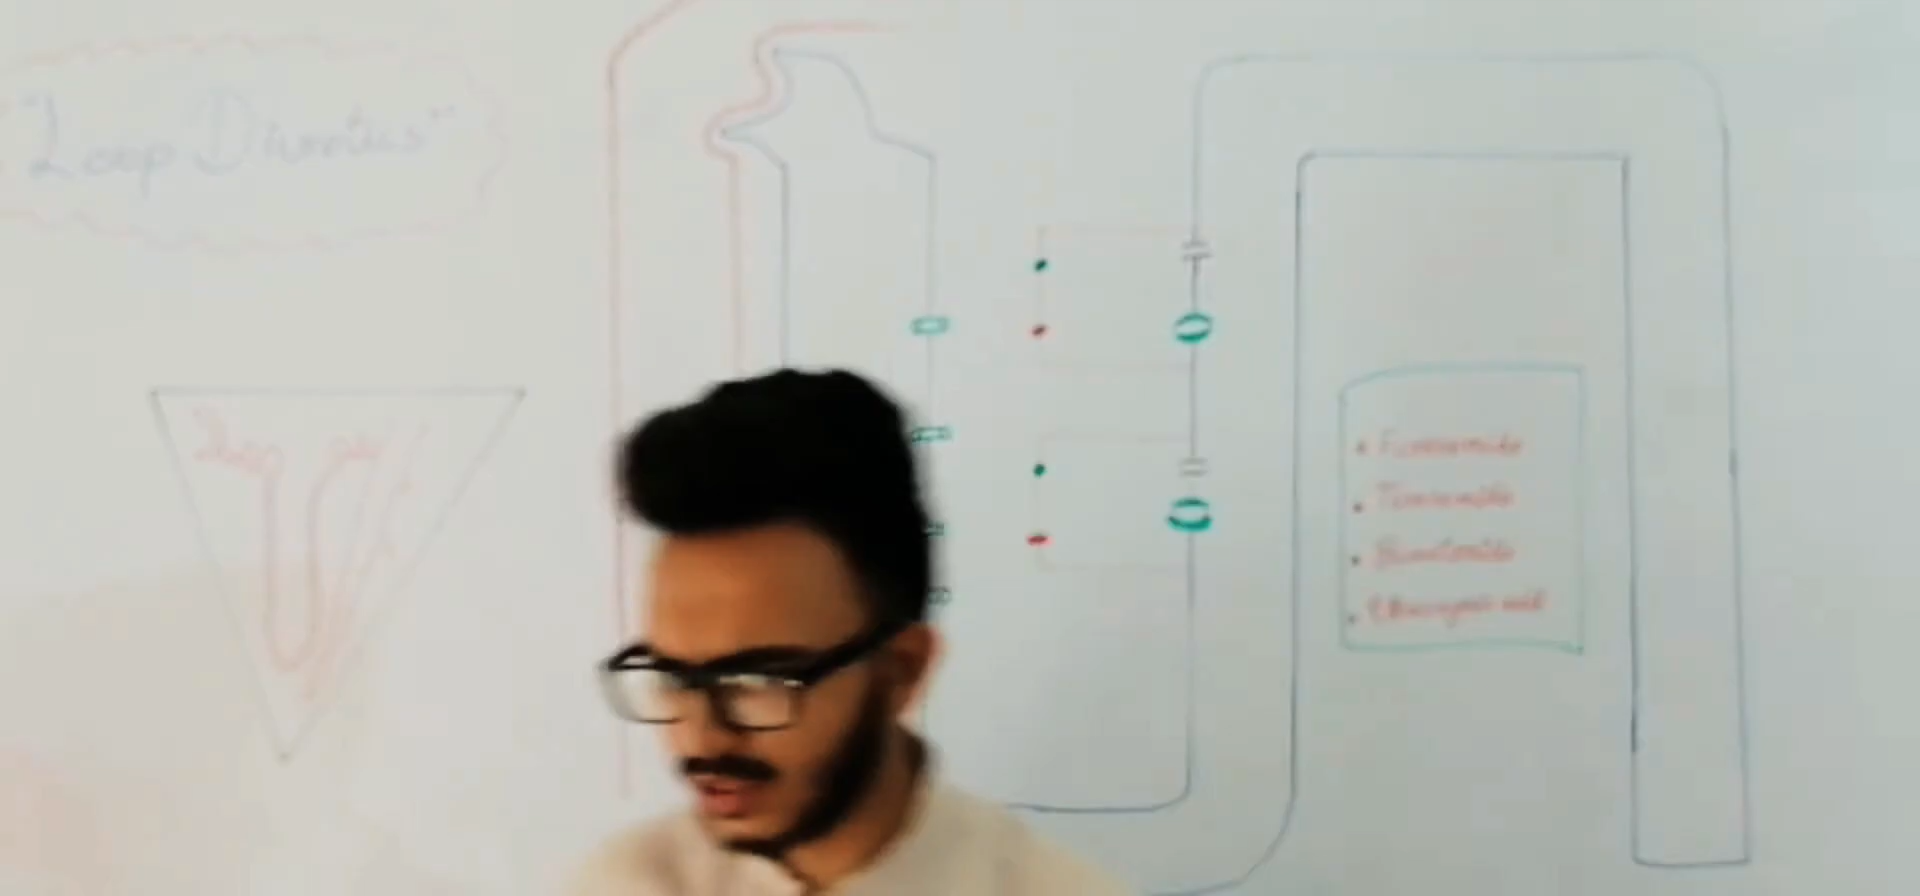 "Loop Diuretics"
• Furosemide
• Torsemide
• Bumetanide
• Ethacrynic acid